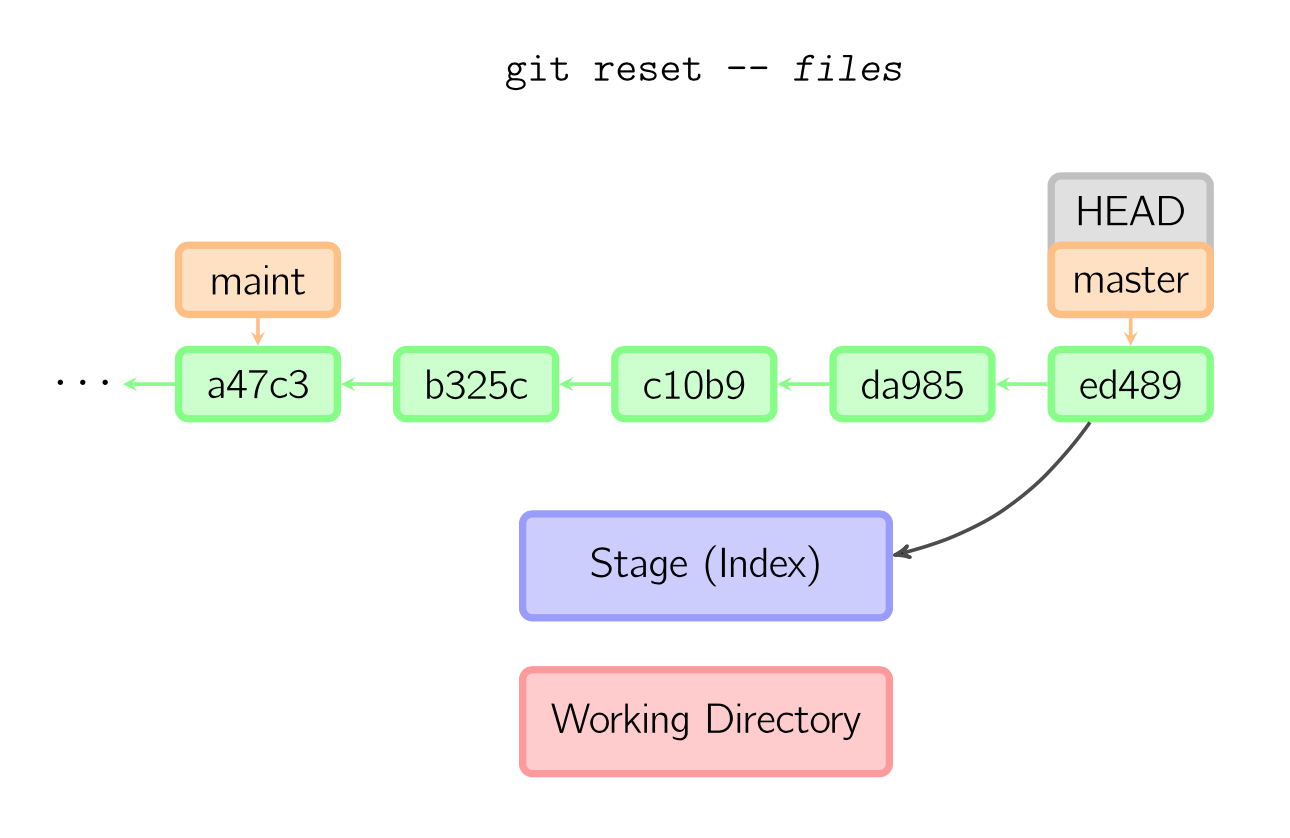 git reset -- files
HEAD
maint
master
... a47c3 b325c c10b9 da985 ed489
Stage (Index)
Working Directory